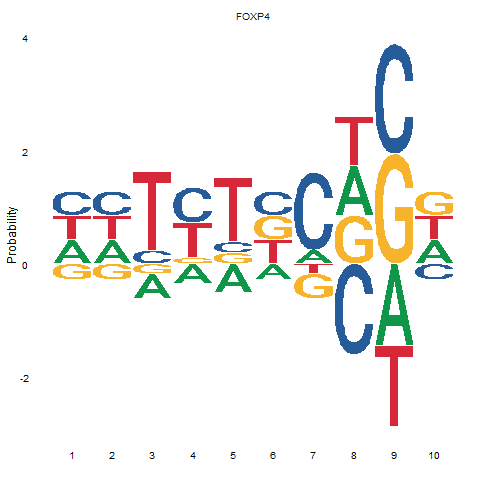 FOXP4
Probability
4
2
0
-2
C C T C T C C T C G
T T C T C G A A G T
A A G G G T T G A A
G G A A A A G C T C
1 2 3 4 5 6 7 8 9 10